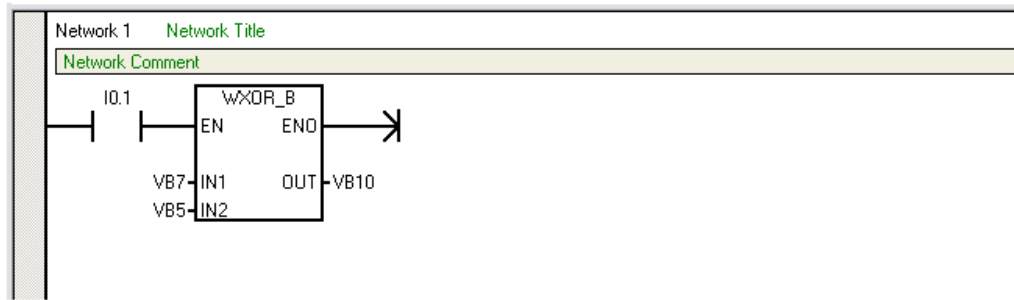 Network 1 Network Title
Network Comment
I0.1 WXOR_B
EN ENO
VB7 IN1 OUT VB10
VB5 IN2